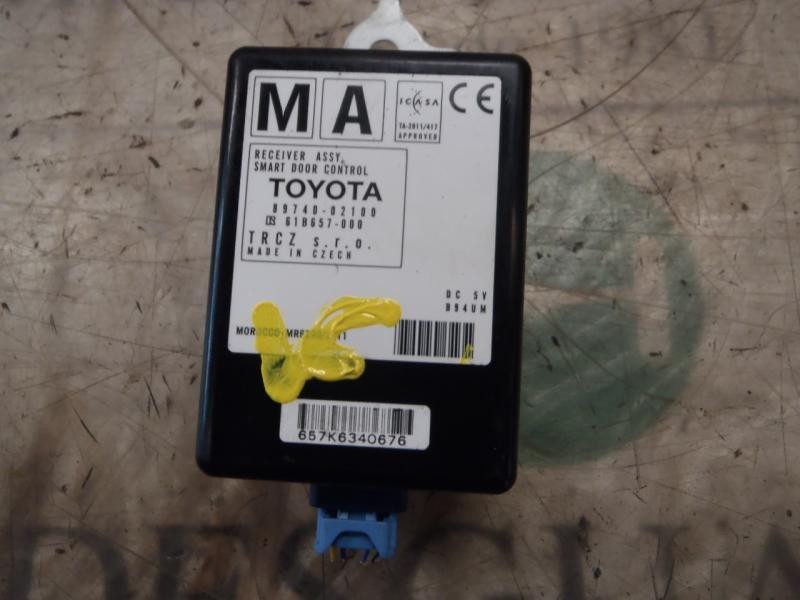 MA
ICASA
TA-2011/417
APPROVED
CE
RECEIVER ASSY,
SMART DOOR CONTROL
TOYOTA
89740-02100
61B657-000
TRCZ s.r.o.
MADE IN CZECH
DC 5V
B94UM
657K6340676